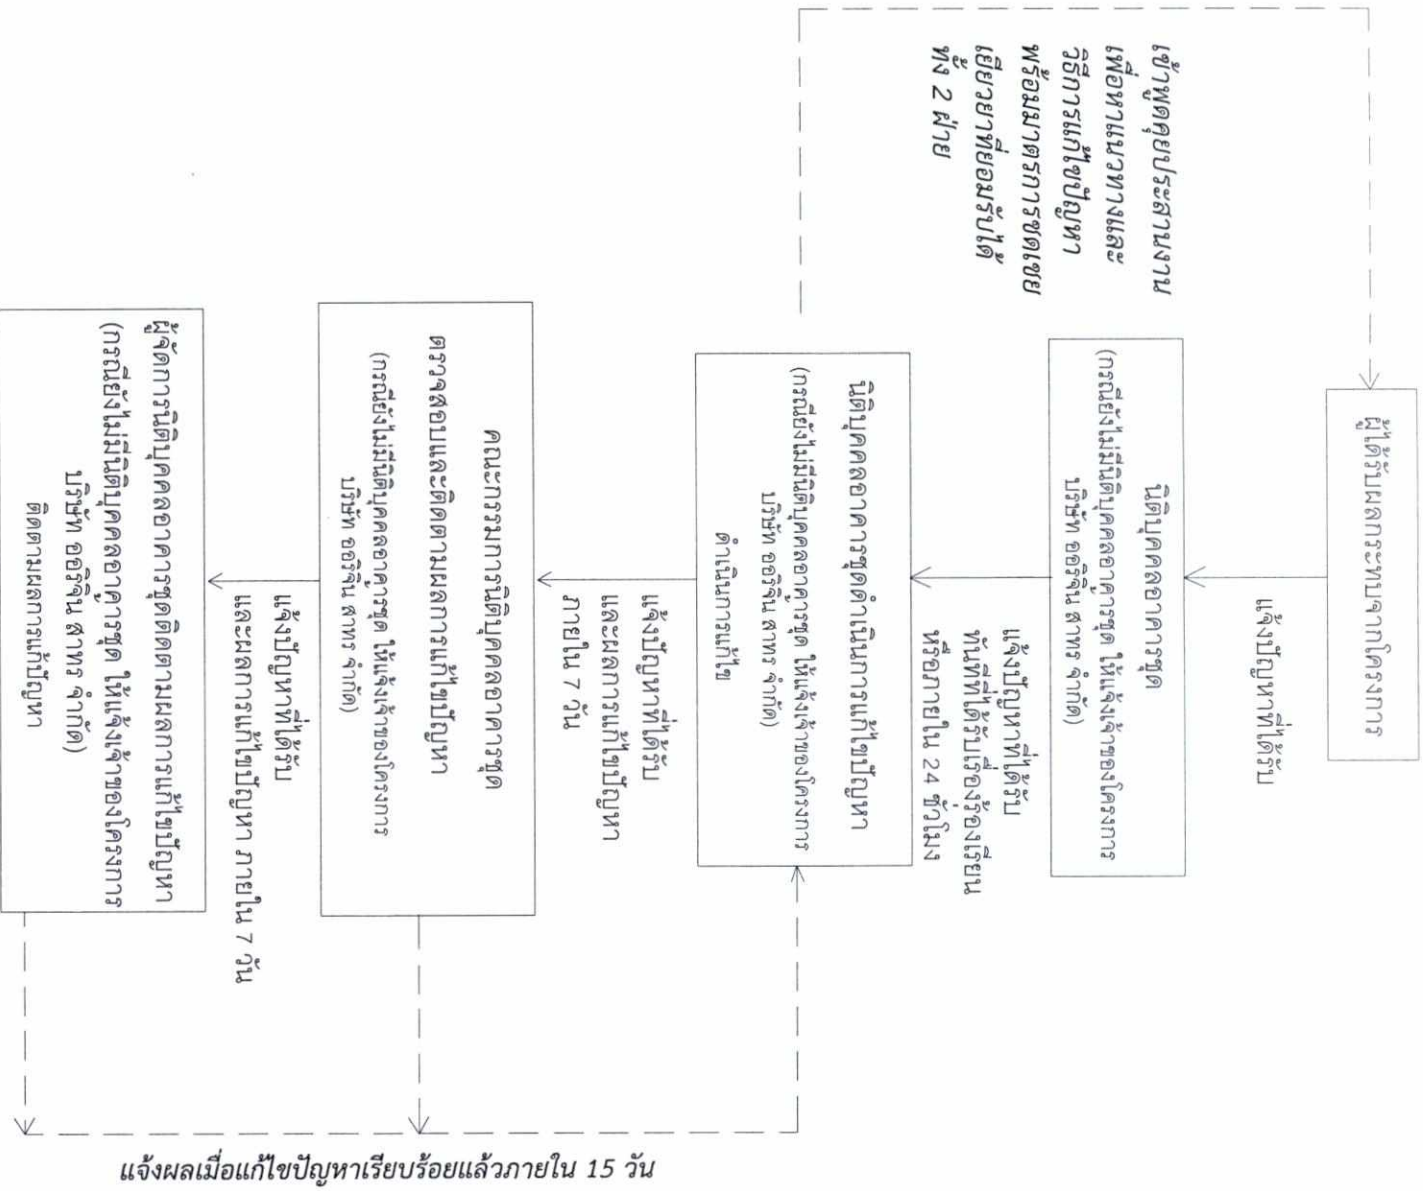 ผู้ได้รับผลกระทบจากโครงการ
แจ้งปัญหาที่ได้รับ
นิติบุคคลอาคารชุด
(กรณียังไม่มีนิติบุคคลอาคารชุด ให้แจ้งเจ้าของโครงการ
บริษัท ออริจิ้น สาทร จำกัด)
แจ้งปัญหาที่ได้รับ
ทันทีที่ได้รับเรื่องร้องเรียน
หรือภายใน 24 ชั่วโมง
เข้าพูดคุยประสานงาน
เพื่อหาแนวทางและ
วิธีการแก้ไขปัญหา
พร้อมมาตรการชดเชย
เยียวยาที่ยอมรับได้
ทั้ง 2 ฝ่าย
นิติบุคคลอาคารชุดดำเนินการแก้ไขปัญหา
(กรณียังไม่มีนิติบุคคลอาคารชุด ให้แจ้งเจ้าของโครงการ
บริษัท ออริจิ้น สาทร จำกัด)
ดำเนินการแก้ไข
แจ้งปัญหาที่ได้รับ
และผลการแก้ไขปัญหา
ภายใน 7 วัน
คณะกรรมการนิติบุคคลอาคารชุด
ตรวจสอบและติดตามผลการแก้ไขปัญหา
(กรณียังไม่มีนิติบุคคลอาคารชุด ให้แจ้งเจ้าของโครงการ
บริษัท ออริจิ้น สาทร จำกัด)
แจ้งปัญหาที่ได้รับ
และผลการแก้ไขปัญหา ภายใน 7 วัน
ผู้จัดการนิติบุคคลอาคารชุดติดตามผลการแก้ไขปัญหา
(กรณียังไม่มีนิติบุคคลอาคารชุด ให้แจ้งเจ้าของโครงการ
บริษัท ออริจิ้น สาทร จำกัด)
ติดตามผลการแก้ปัญหา
แจ้งผลเมื่อแก้ไขปัญหาเรียบร้อยแล้วภายใน 15 วัน